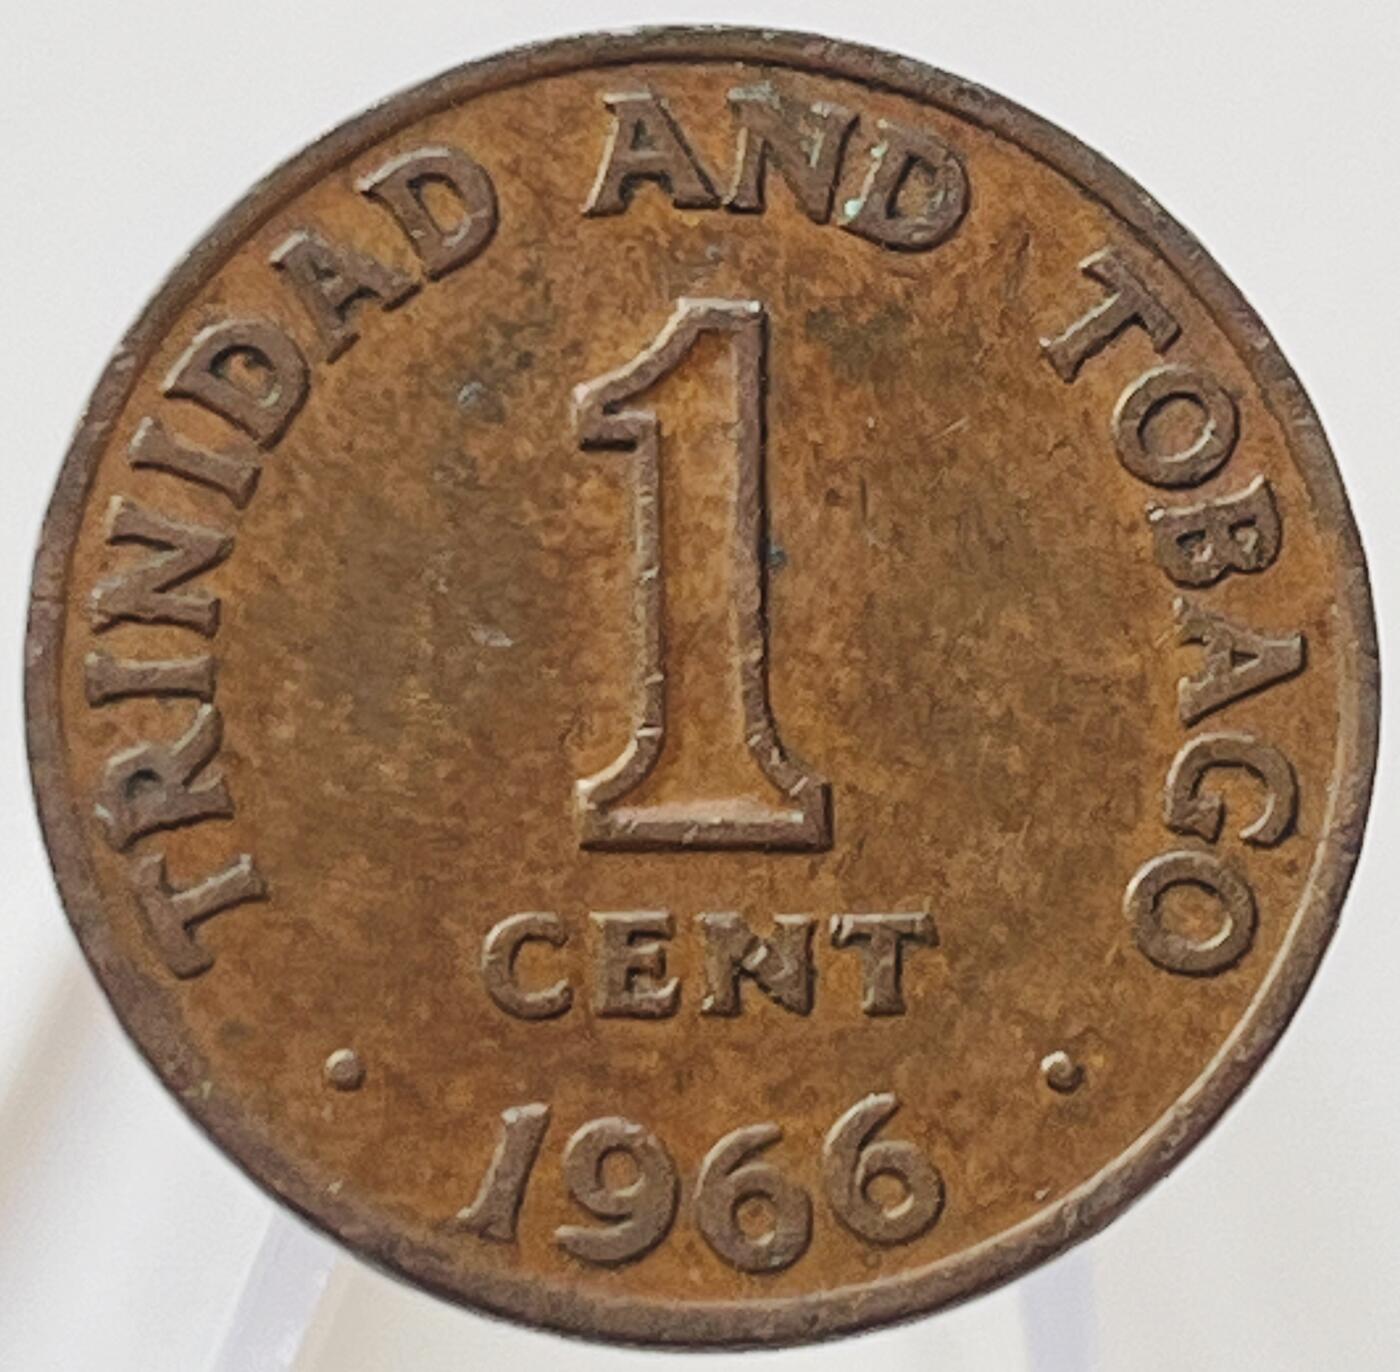 TRINIDAD AND TOBAGO
1
CENT
• 1966 •